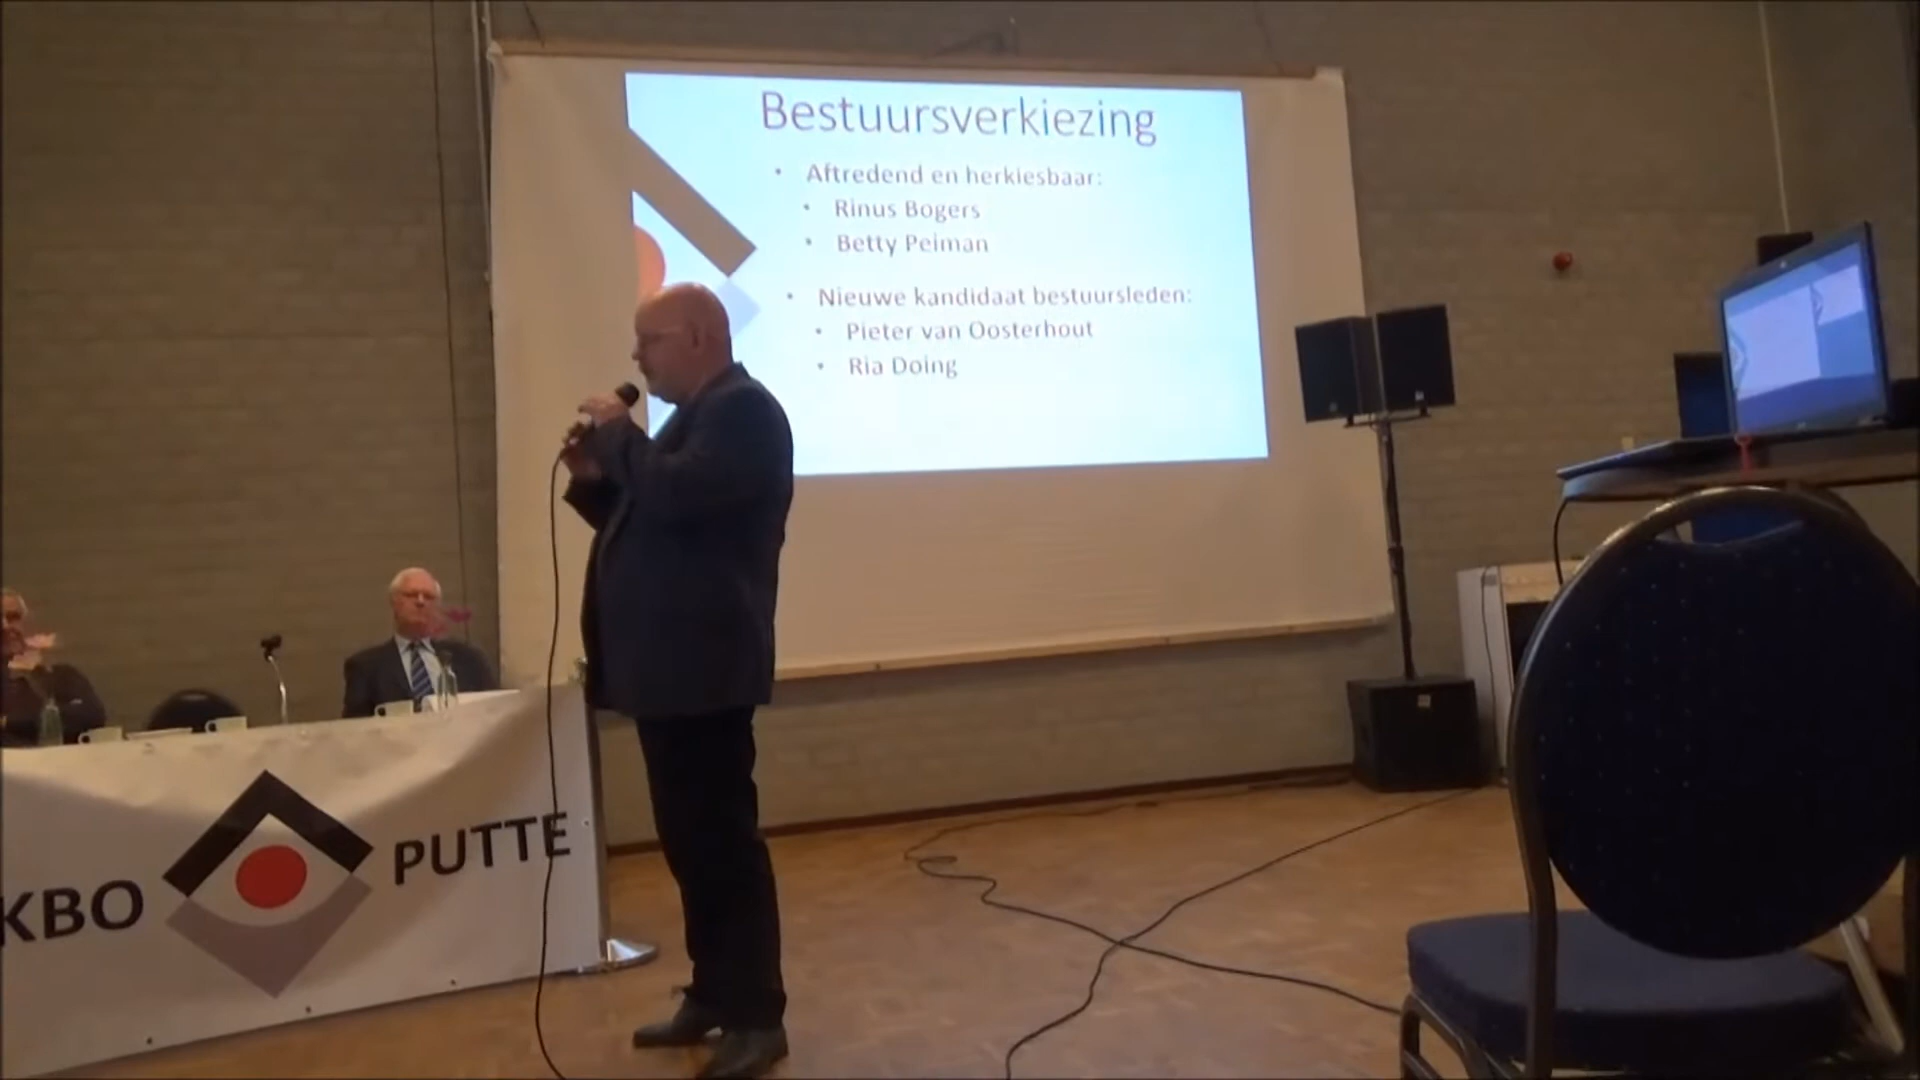 Bestuursverkiezing
• Aftredend en herkiesbaar:
• Rinus Bogers
• Betty Peiman
• Nieuwe kandidaat bestuursleden:
• Pieter van Oosterhout
• Ria Doing
KBO PUTTE